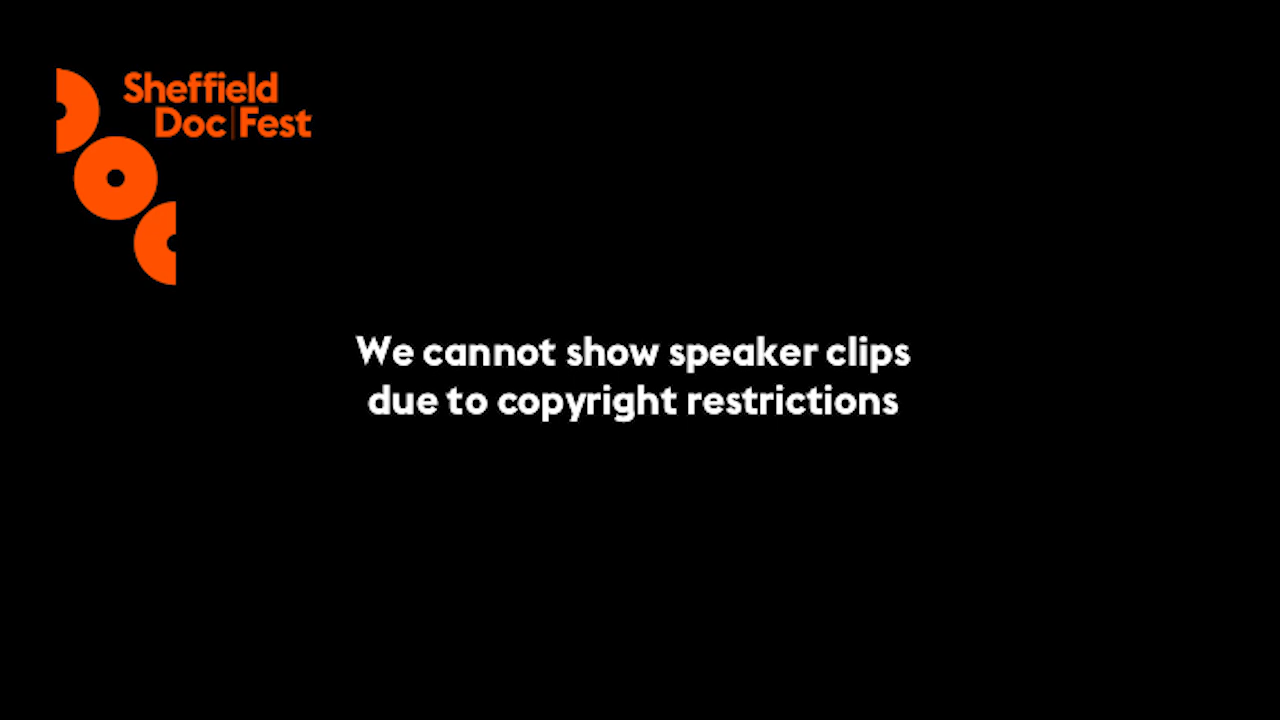 Sheffield
Doc|Fest
We cannot show speaker clips
due to copyright restrictions